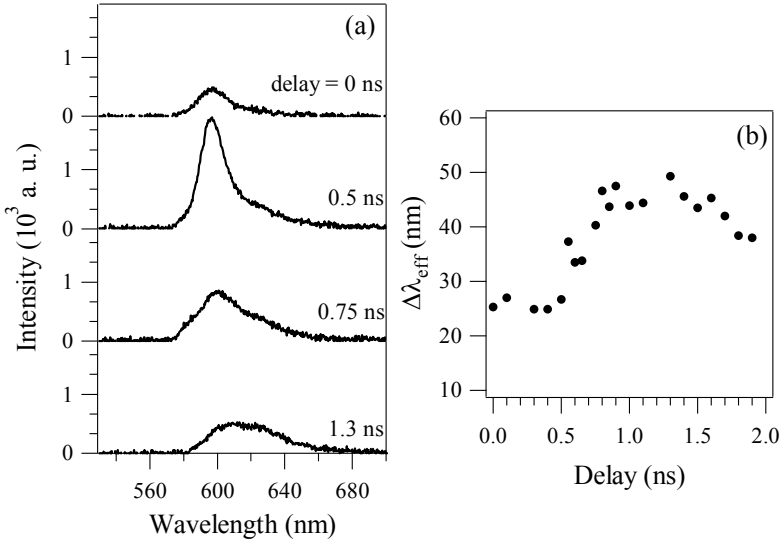 (a)
delay = 0 ns
0.5 ns
0.75 ns
1.3 ns
1
0
1
0
1
0
1
0
Intensity (10³ a. u.)
560 600 640 680
Wavelength (nm)
(b)
60
50
40
30
20
10
Δλeff (nm)
0.0 0.5 1.0 1.5 2.0
Delay (ns)